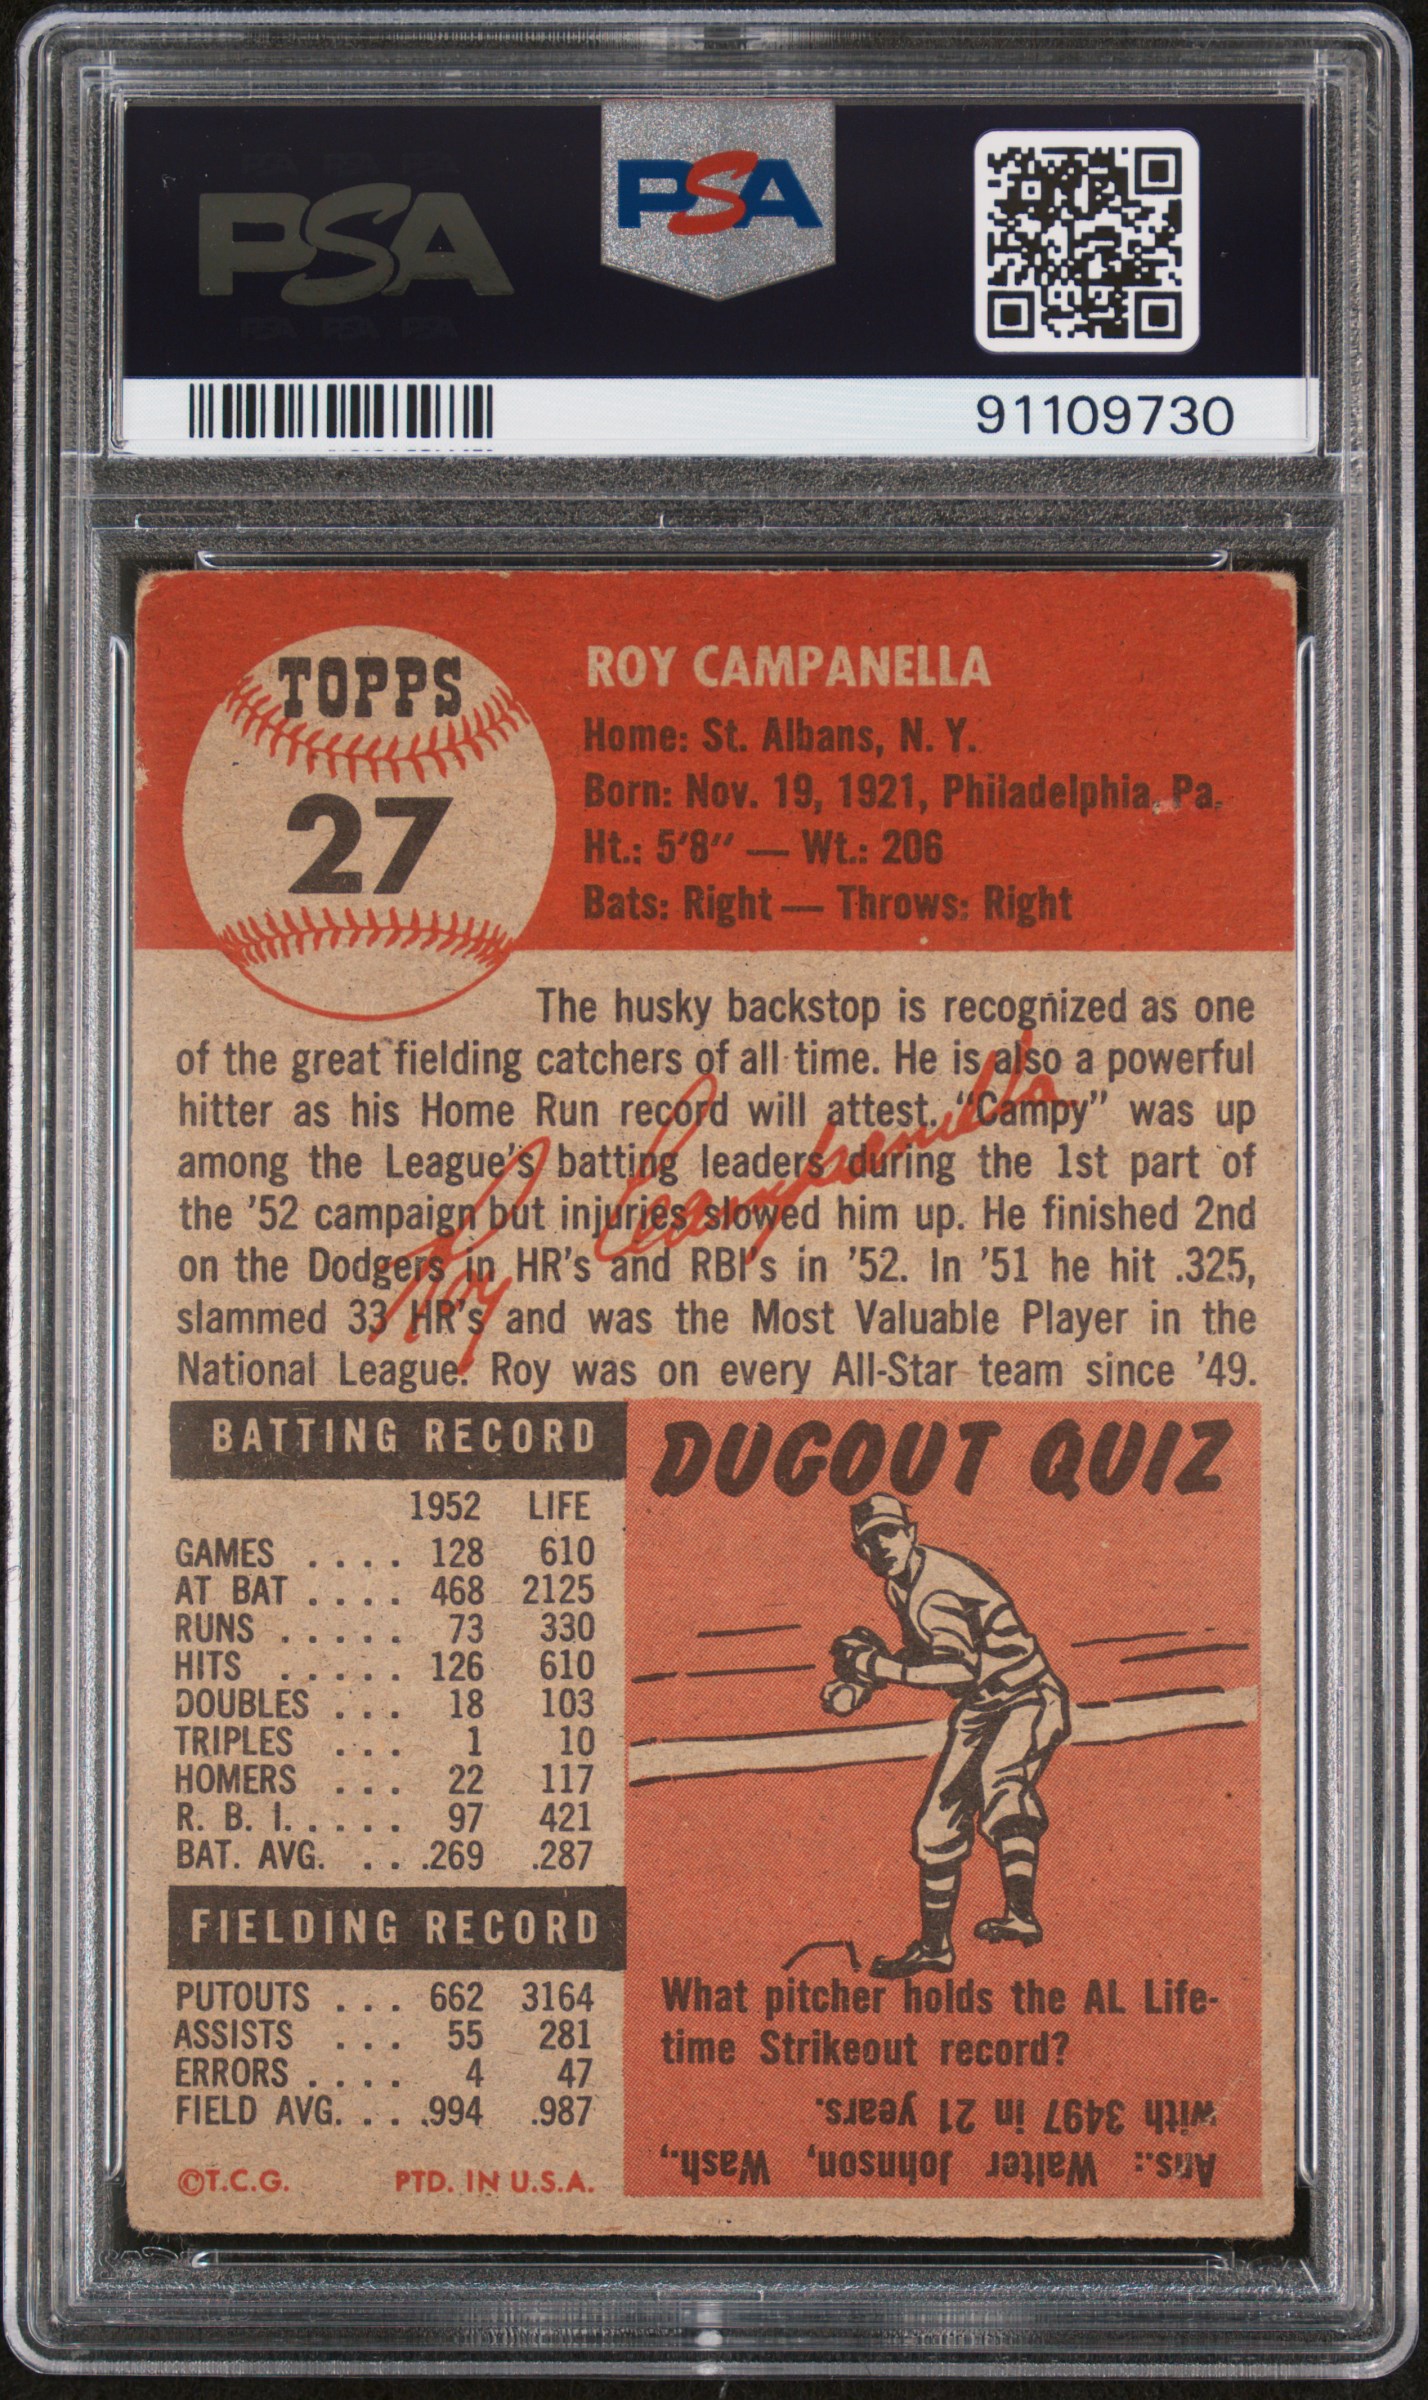 PSA
PSA
91109730
TOPPS
27
ROY CAMPANELLA
Home: St. Albans, N. Y.
Born: Nov. 19, 1921, Philadelphia, Pa.
Ht.: 5'8" — Wt.: 206
Bats: Right — Throws: Right
The husky backstop is recognized as one
of the great fielding catchers of all time. He is also a powerful
hitter as his Home Run record will attest. "Campy" was up
among the League's batting leaders during the 1st part of
the '52 campaign but injuries slowed him up. He finished 2nd
on the Dodgers in HR's and RBI's in '52. In '51 he hit .325,
slammed 33 HR's and was the Most Valuable Player in the
National League. Roy was on every All-Star team since '49.
Roy Campanella
BATTING RECORD
1952 LIFE
GAMES . . . . 128 610
AT BAT . . . . 468 2125
RUNS . . . . . 73 330
HITS . . . . . 126 610
DOUBLES . . . 18 103
TRIPLES . . . 1 10
HOMERS . . . 22 117
R. B. I. . . . . 97 421
BAT. AVG. . . .269 .287
FIELDING RECORD
PUTOUTS . . . 662 3164
ASSISTS . . . 55 281
ERRORS . . . . 4 47
FIELD AVG. . . .994 .987
©T.C.G. PTD. IN U.S.A.
DUGOUT QUIZ
What pitcher holds the AL Life-
time Strikeout record?
Ans.: Walter Johnson, Wash.,
with 3497 in 21 years.